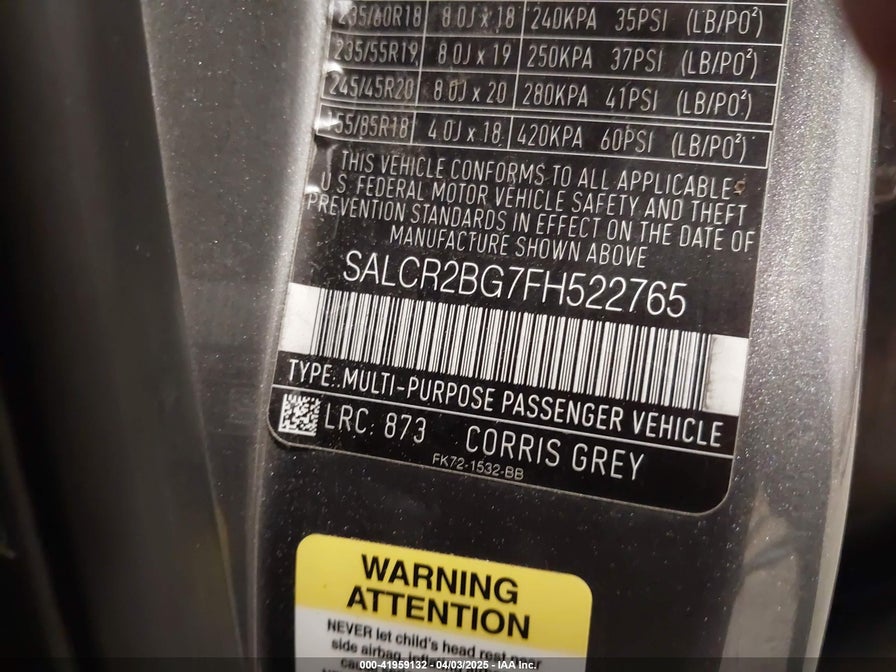 235/60R18 8.0J x 18 240KPA 35PSI (LB/PO²)
235/55R19 8.0J x 19 250KPA 37PSI (LB/PO²)
245/45R20 8.0J x 20 280KPA 41PSI (LB/PO²)
155/85R18 4.0J x 18 420KPA 60PSI (LB/PO²)
THIS VEHICLE CONFORMS TO ALL APPLICABLE
U.S. FEDERAL MOTOR VEHICLE SAFETY AND THEFT
PREVENTION STANDARDS IN EFFECT ON THE DATE OF
MANUFACTURE SHOWN ABOVE
SALCR2BG7FH522765
TYPE: MULTI-PURPOSE PASSENGER VEHICLE
LRC: 873 CORRIS GREY
FK72-1532-BB
WARNING
ATTENTION
NEVER let child's head rest near
side airbag
000-41959132 - 04/03/2025 - IAA Inc.